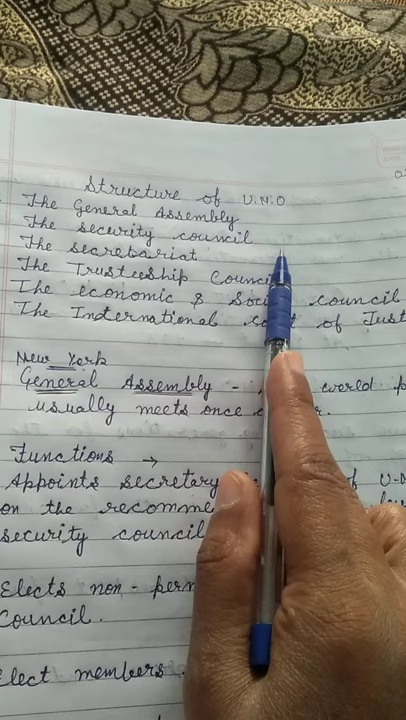 Structure of U.N.O
The General Assembly
The security council
The secretariat
The Trusteeship Counci
The economic & Soci council
The International of Just
New York
General Assembly - world p
usually meets once
Functions →
Appoints secretary of U.N
on the recomme
security council
Elects non-perm
Council.
Elect members.